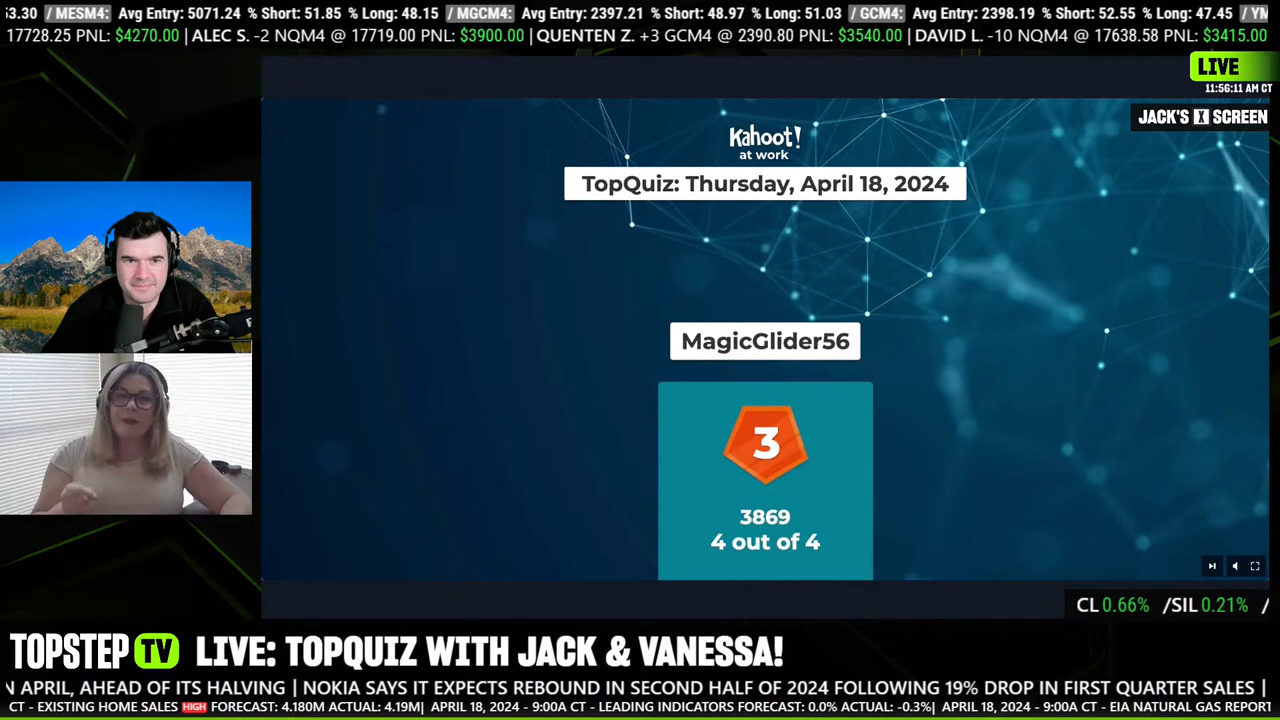 63.30 / MESM4: Avg Entry: 5071.24 % Short: 51.85 % Long: 48.15 / MGCM4: Avg Entry: 2397.21 % Short: 48.97 % Long: 51.03 / GCM4: Avg Entry: 2398.19 % Short: 52.55 % Long: 47.45 / YM
17728.25 PNL: $4270.00 | ALEC S. -2 NQM4 @ 17719.00 PNL: $3900.00 | QUENTEN Z. +3 GCM4 @ 2390.80 PNL: $3540.00 | DAVID L. -10 NQM4 @ 17638.58 PNL: $3415.00
LIVE
11:56:11 AM CT
JACK'S X SCREEN
Kahoot!
at work
TopQuiz: Thursday, April 18, 2024
MagicGlider56
3
3869
4 out of 4
CL 0.66% /SIL 0.21% /
TOPSTEP TV LIVE: TOPQUIZ WITH JACK & VANESSA!
N APRIL, AHEAD OF ITS HALVING | NOKIA SAYS IT EXPECTS REBOUND IN SECOND HALF OF 2024 FOLLOWING 19% DROP IN FIRST QUARTER SALES |
CT - EXISTING HOME SALES HIGH FORECAST: 4.180M ACTUAL: 4.19M| APRIL 18, 2024 - 9:00A CT - LEADING INDICATORS FORECAST: 0.0% ACTUAL: -0.3%| APRIL 18, 2024 - 9:00A CT - EIA NATURAL GAS REPORT